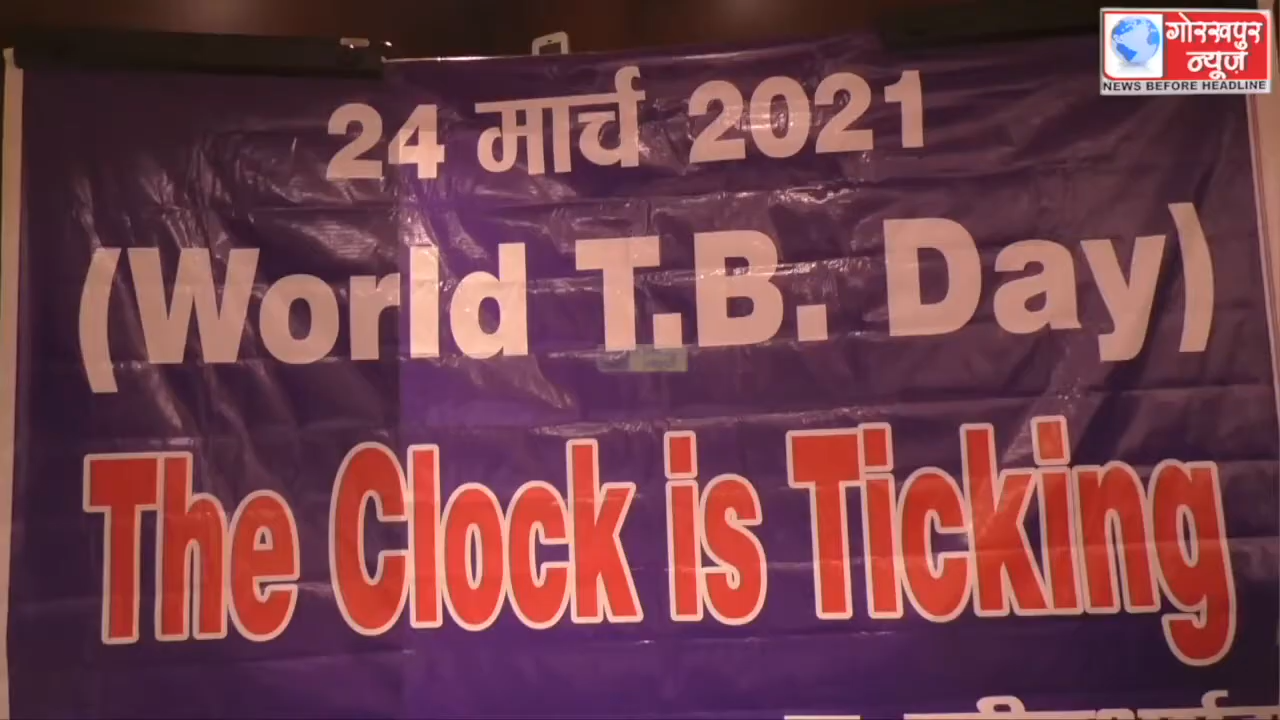 गोरखपुर
न्यूज़
NEWS BEFORE HEADLINE
24 मार्च 2021
(World T.B. Day)
The Clock is Ticking